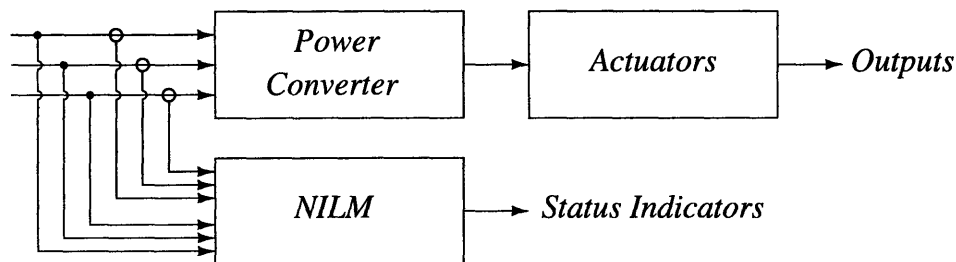 Power
Converter
Actuators
Outputs
NILM
Status Indicators